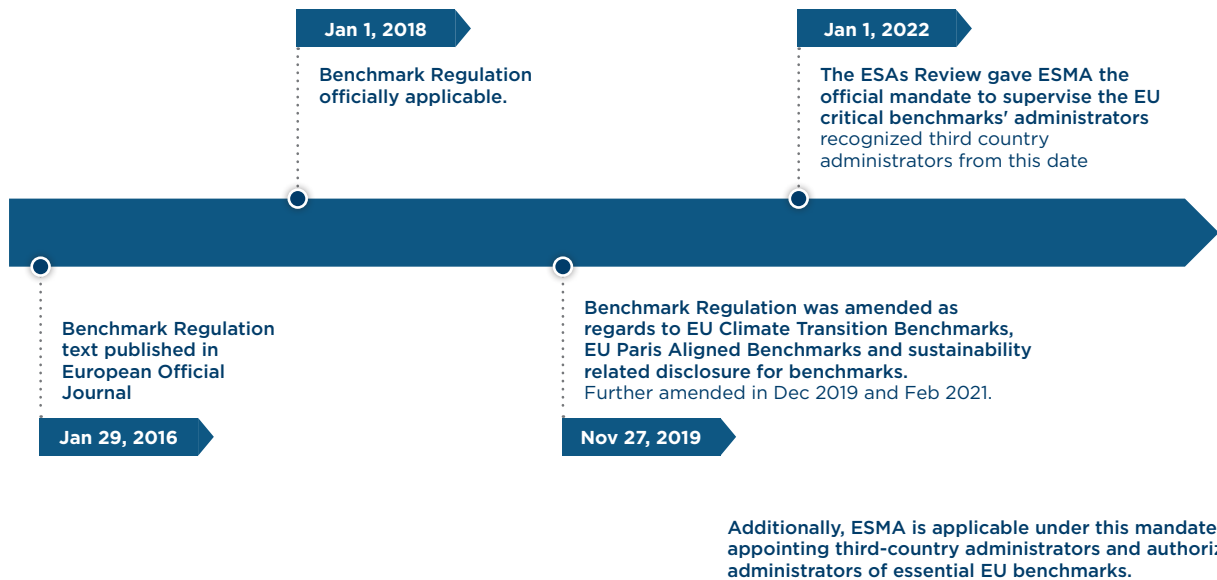 Jan 1, 2018
Benchmark Regulation
officially applicable.
Jan 1, 2022
The ESAs Review gave ESMA the
official mandate to supervise the EU
critical benchmarks' administrators
recognized third country
administrators from this date
Benchmark Regulation
text published in
European Official
Journal
Jan 29, 2016
Benchmark Regulation was amended as
regards to EU Climate Transition Benchmarks,
EU Paris Aligned Benchmarks and sustainability
related disclosure for benchmarks.
Further amended in Dec 2019 and Feb 2021.
Nov 27, 2019
Additionally, ESMA is applicable under this mandate
appointing third-country administrators and
administrators of essential EU benchmarks.